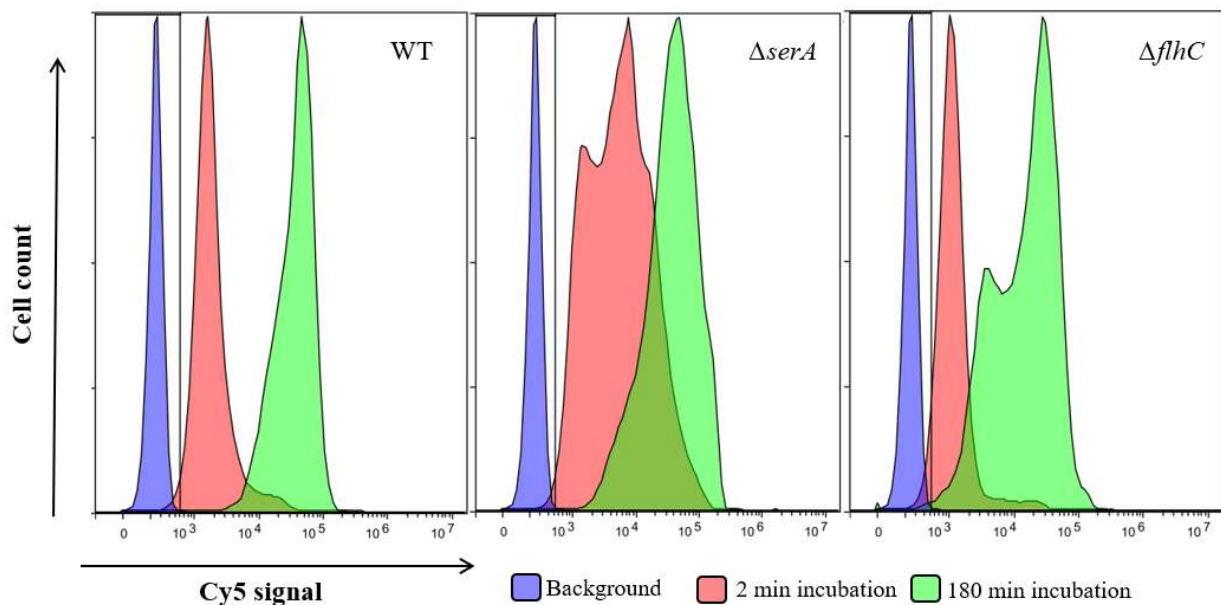 WT
ΔserA
ΔflhC
Cell count
0 10³ 10⁴ 10⁵ 10⁶ 10⁷
0 10³ 10⁴ 10⁵ 10⁶ 10⁷
0 10³ 10⁴ 10⁵ 10⁶ 10⁷
Cy5 signal
Background
2 min incubation
180 min incubation